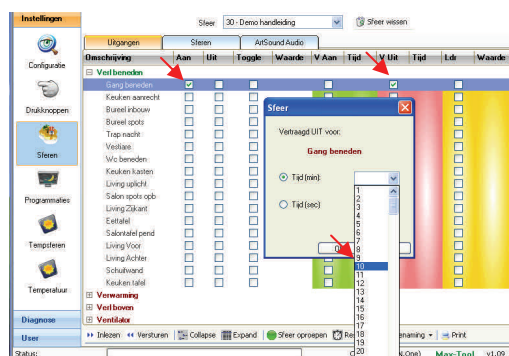 Instellingen
Sfeer 30 - Demo handleiding Sfeer wissen
Uitgangen Sferen ArtSound Audio
Omschrijving Aan Uit Toggle Waarde V Aan Tijd V Uit Tijd Ldr Waarde
Configuratie
Verl beneden
Gang beneden
Keuken aanrecht
Bureel inbouw
Bureel spots
Trap nacht
Vestiare
Wc beneden
Keuken kasten
Living uplicht
Salon spots opb
Living Zijkant
Eettafel
Salontafel pend
Living Voor
Living Achter
Schuifwand
Keuken tafel
Verwarming
Verl boven
Ventilator
Drukknoppen
Sferen
Programmaties
Tempsferen
Temperatuur
Diagnose
User
Sfeer
Vertraagd UIT voor:
Gang beneden
Tijd (min)
Tijd (sec)
1
2
3
4
5
6
7
8
9
10
11
12
13
14
15
16
17
18
19
20
Inlezen Versturen Collapse Expand Sfeer oproepen Print
Status: Max-Tool v1.09